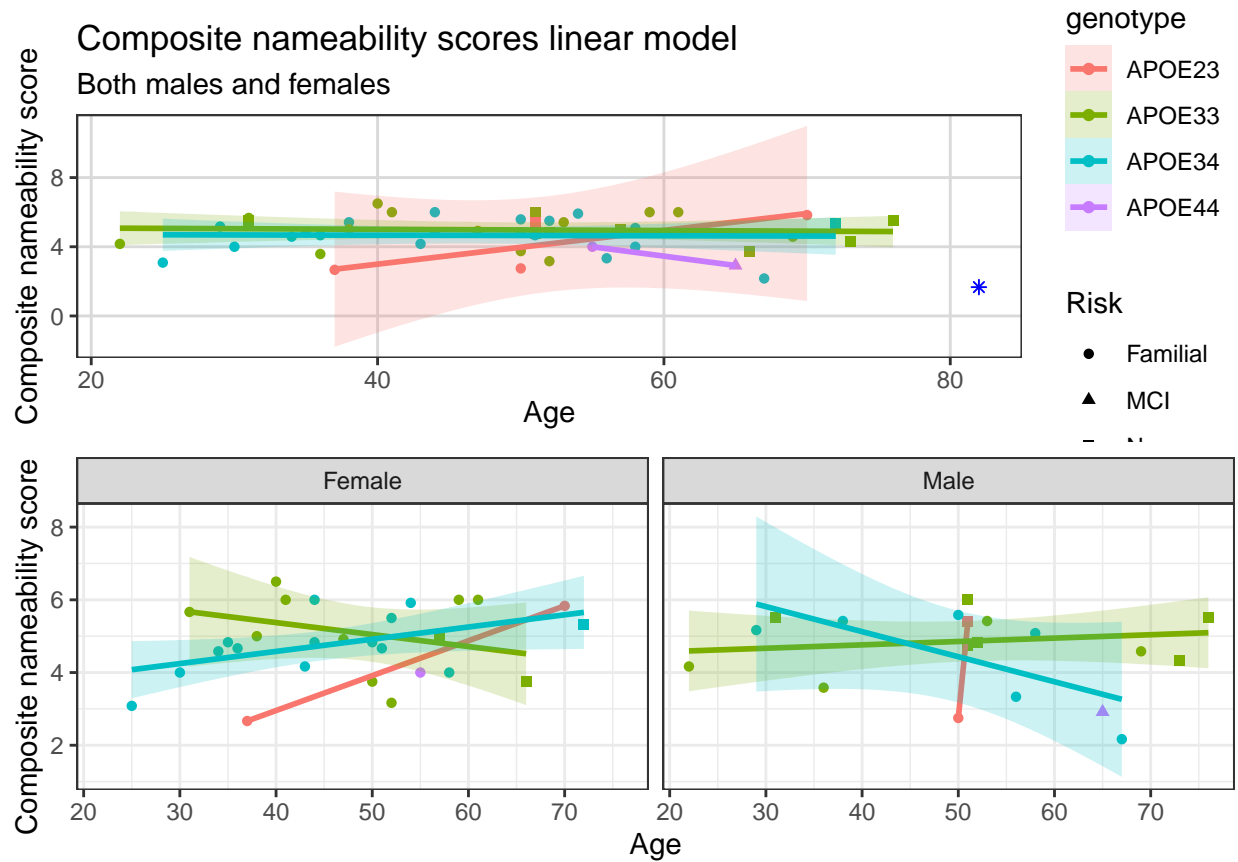 Composite nameability scores linear model
Both males and females
Composite nameability score
8
4
0
20 40 60 80
Age
genotype
APOE23
APOE33
APOE34
APOE44
Risk
Familial
MCI
Female Male
Composite nameability score
8
6
4
2
20 30 40 50 60 70 20 30 40 50 60 70
Age